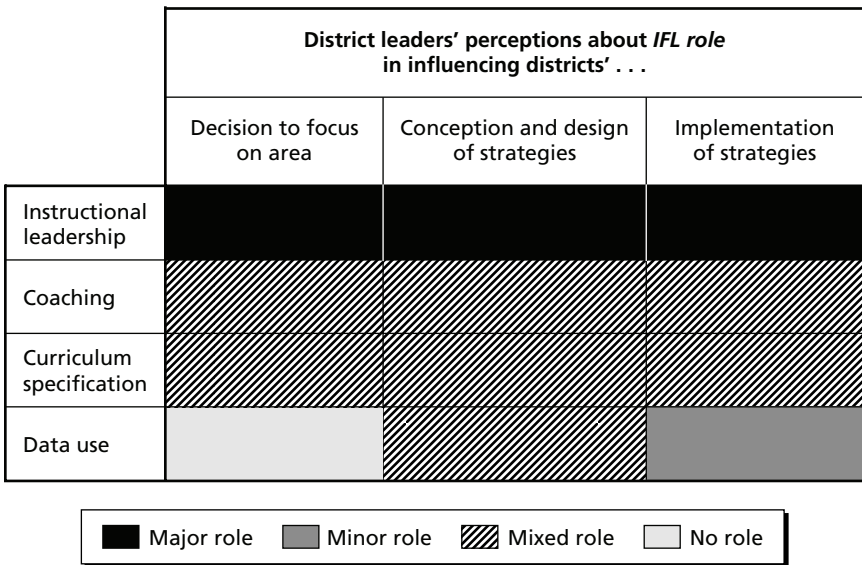 District leaders’ perceptions about IFL role
in influencing districts’ . . .
Decision to focus
on area
Conception and design
of strategies
Implementation
of strategies
Instructional
leadership
Coaching
Curriculum
specification
Data use
Major role
Minor role
Mixed role
No role